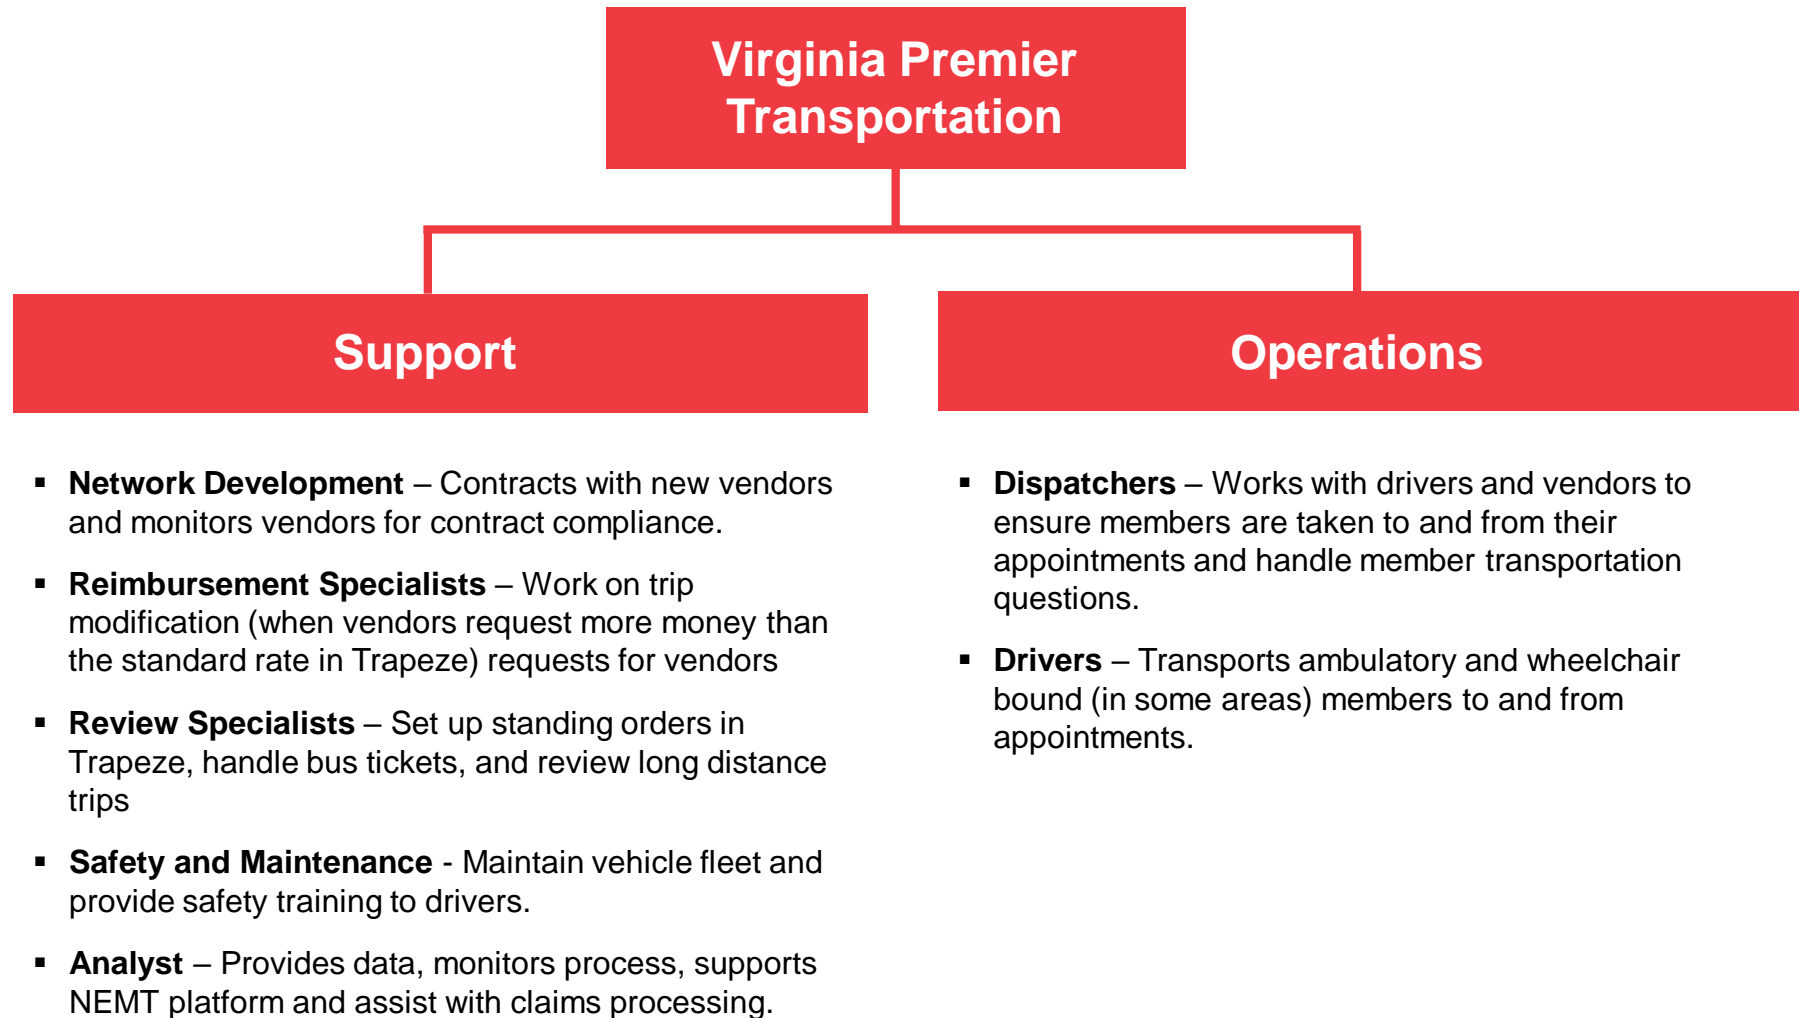 Virginia Premier
Transportation
Support
▪ Network Development – Contracts with new vendors
and monitors vendors for contract compliance.
▪ Reimbursement Specialists – Work on trip
modification (when vendors request more money than
the standard rate in Trapeze) requests for vendors
▪ Review Specialists – Set up standing orders in
Trapeze, handle bus tickets, and review long distance
trips
▪ Safety and Maintenance - Maintain vehicle fleet and
provide safety training to drivers.
▪ Analyst – Provides data, monitors process, supports
NEMT platform and assist with claims processing.
Operations
▪ Dispatchers – Works with drivers and vendors to
ensure members are taken to and from their
appointments and handle member transportation
questions.
▪ Drivers – Transports ambulatory and wheelchair
bound (in some areas) members to and from
appointments.